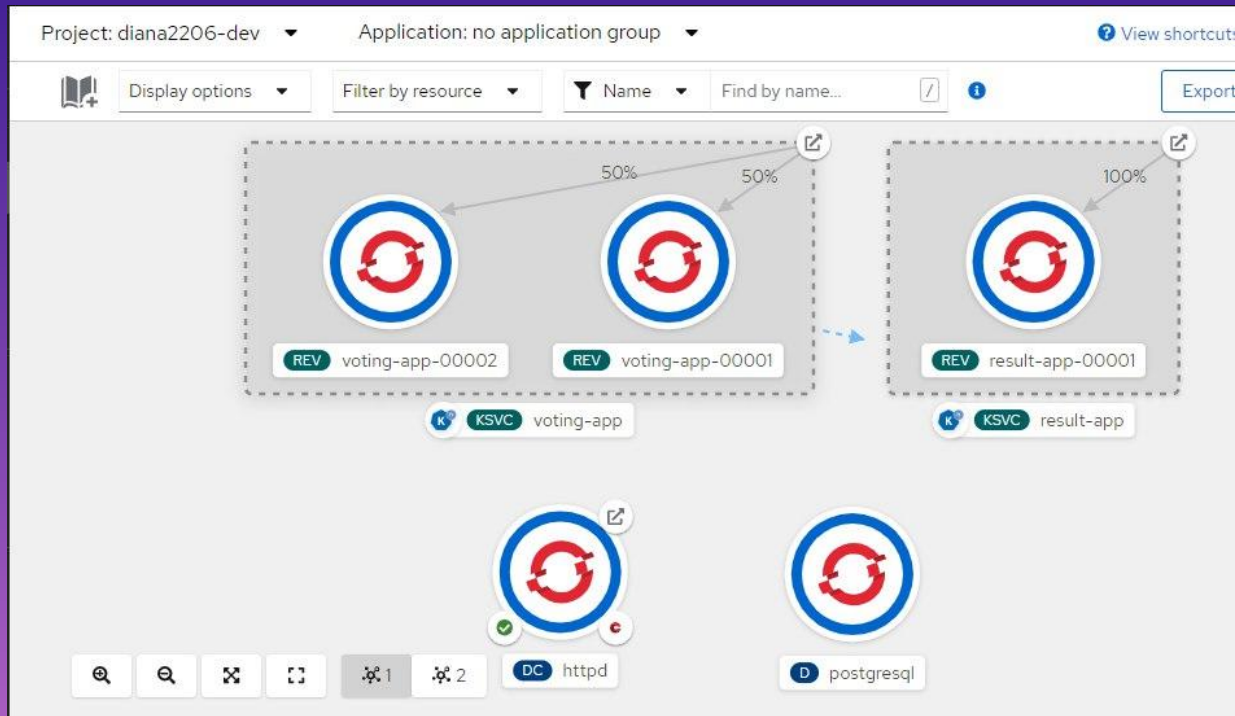 Project: diana2206-dev Application: no application group View shortcuts
Display options Filter by resource Name Find by name... / Export
50% 50% 100%
REV voting-app-00002 REV voting-app-00001 REV result-app-00001
K KSVC voting-app K KSVC result-app
1 2 DC httpd D postgresql